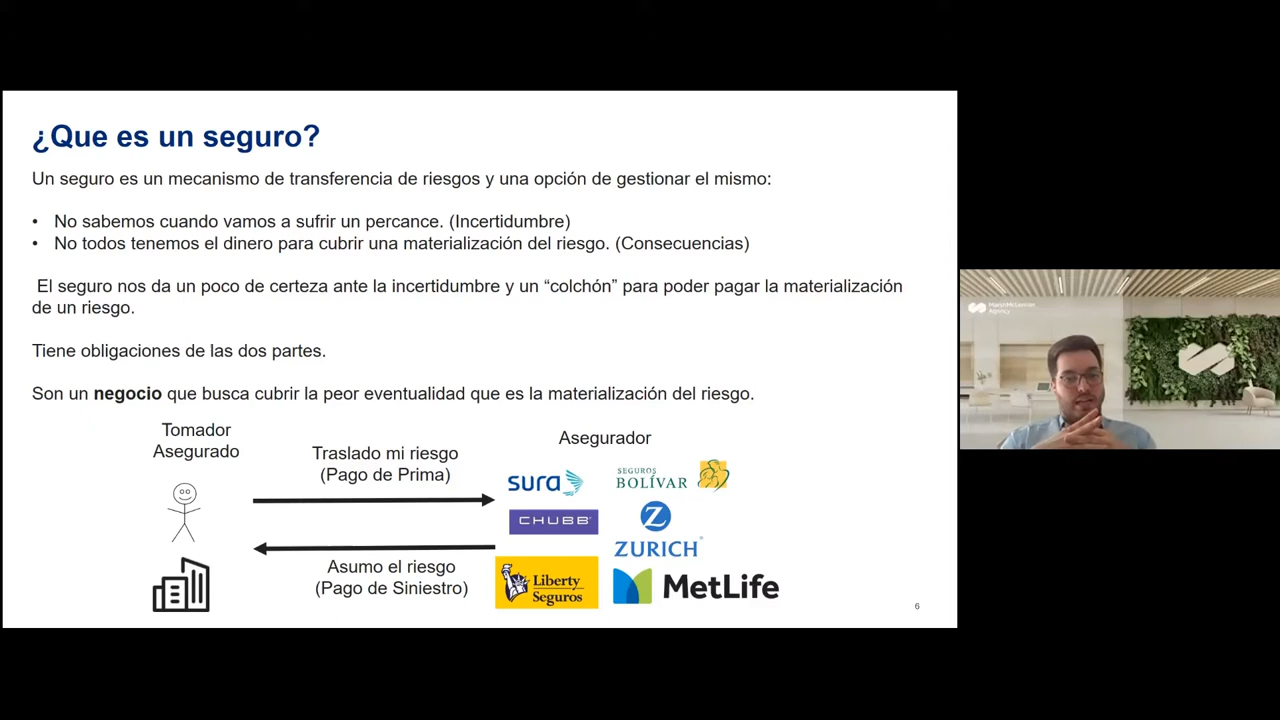 ¿Que es un seguro?
Un seguro es un mecanismo de transferencia de riesgos y una opción de gestionar el mismo:
• No sabemos cuando vamos a sufrir un percance. (Incertidumbre)
• No todos tenemos el dinero para cubrir una materialización del riesgo. (Consecuencias)
El seguro nos da un poco de certeza ante la incertidumbre y un “colchón” para poder pagar la materialización
de un riesgo.
Tiene obligaciones de las dos partes.
Son un negocio que busca cubrir la peor eventualidad que es la materialización del riesgo.
Tomador
Asegurado
Traslado mi riesgo
(Pago de Prima)
Asumo el riesgo
(Pago de Siniestro)
Asegurador
sura
SEGUROS
BOLÍVAR
CHUBB
Z
ZURICH
Liberty
Seguros
MetLife
6
MarshMcLennan
Agency